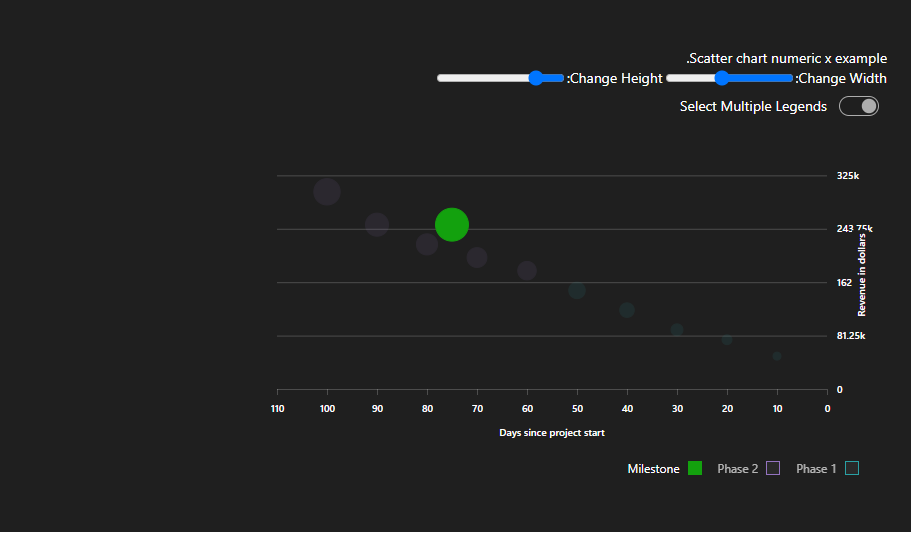 .Scatter chart numeric x example
:Change Width
:Change Height
Select Multiple Legends
325k
243.75k
162
81.25k
0
Revenue in dollars
110 100 90 80 70 60 50 40 30 20 10 0
Days since project start
Milestone Phase 2 Phase 1